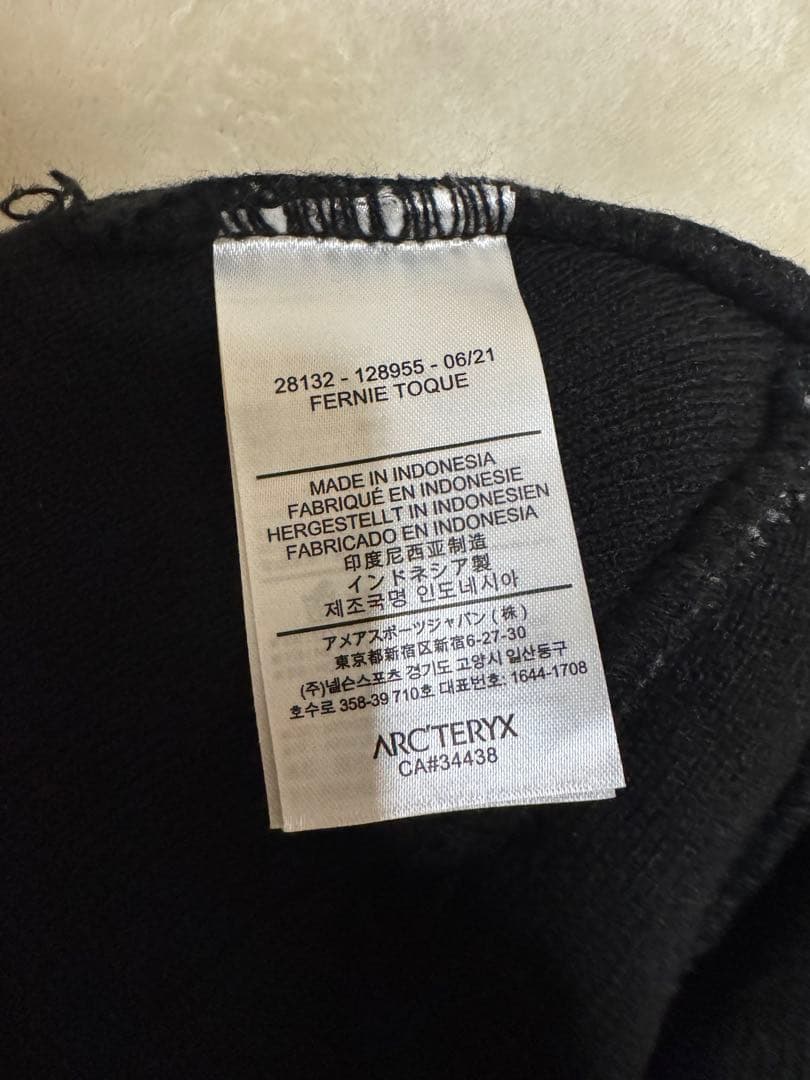 28132 - 128955 - 06/21
FERNIE TOQUE
MADE IN INDONESIA
FABRIQUÉ EN INDONESIE
HERGESTELLT IN INDONESIEN
FABRICADO EN INDONESIA
印度尼西亚制造
インドネシア製
제조국명 인도네시아
アメアスポーツジャパン (株)
東京都新宿区新宿6-27-30
(주)넬슨스포츠 경기도 고양시 일산동구
호수로 358-39 710호 대표번호: 1644-1708
ARC'TERYX
CA#34438